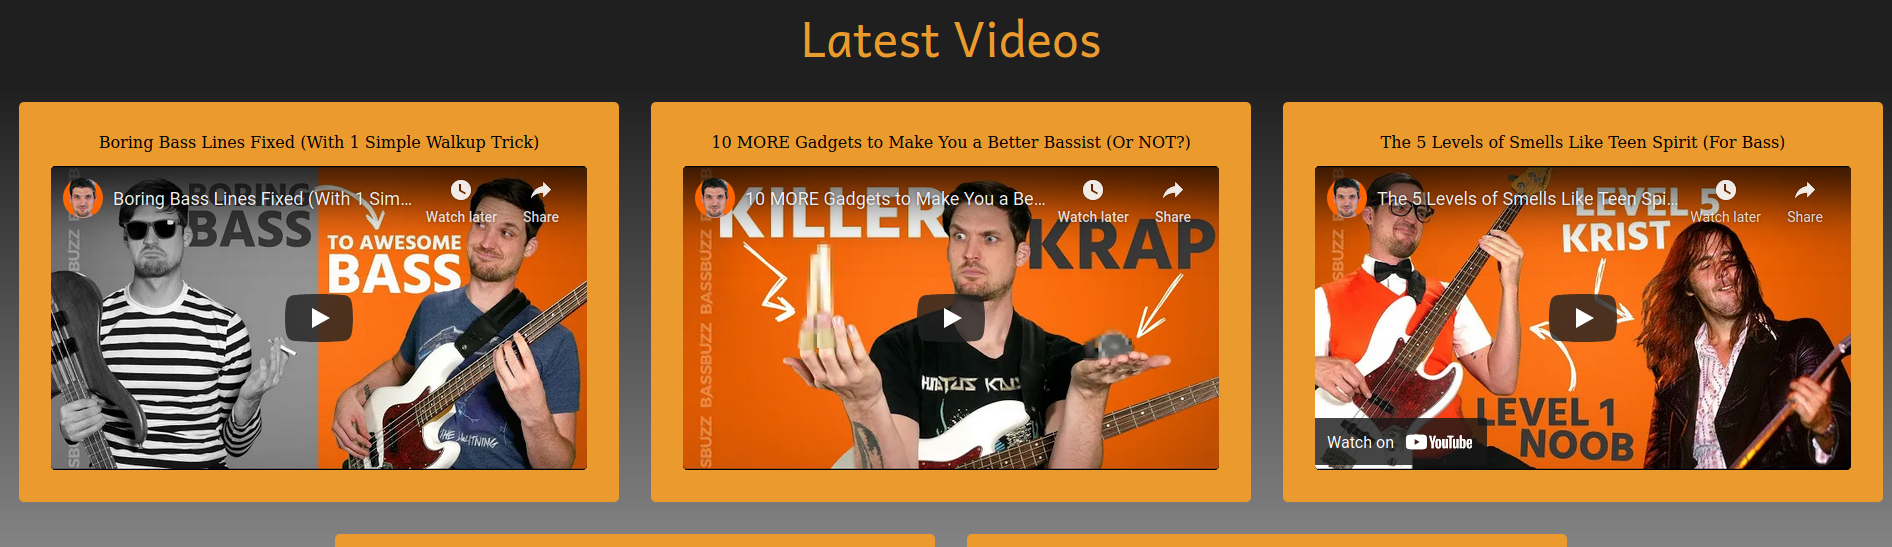 Latest Videos
Boring Bass Lines Fixed (With 1 Simple Walkup Trick)
Boring Bass Lines Fixed (With 1 Sim...
Watch later
Share
BORING
BASS
TO AWESOME
BASS
10 MORE Gadgets to Make You a Better Bassist (Or NOT?)
10 MORE Gadgets to Make You a Be...
Watch later
Share
KILLER
KRAP
SBUZZ BASSBUZZ BASSBUZZ
The 5 Levels of Smells Like Teen Spirit (For Bass)
The 5 Levels of Smells Like Teen Spi...
Watch later
Share
LEVEL 5
KRIST
LEVEL 1
NOOB
Watch on YouTube